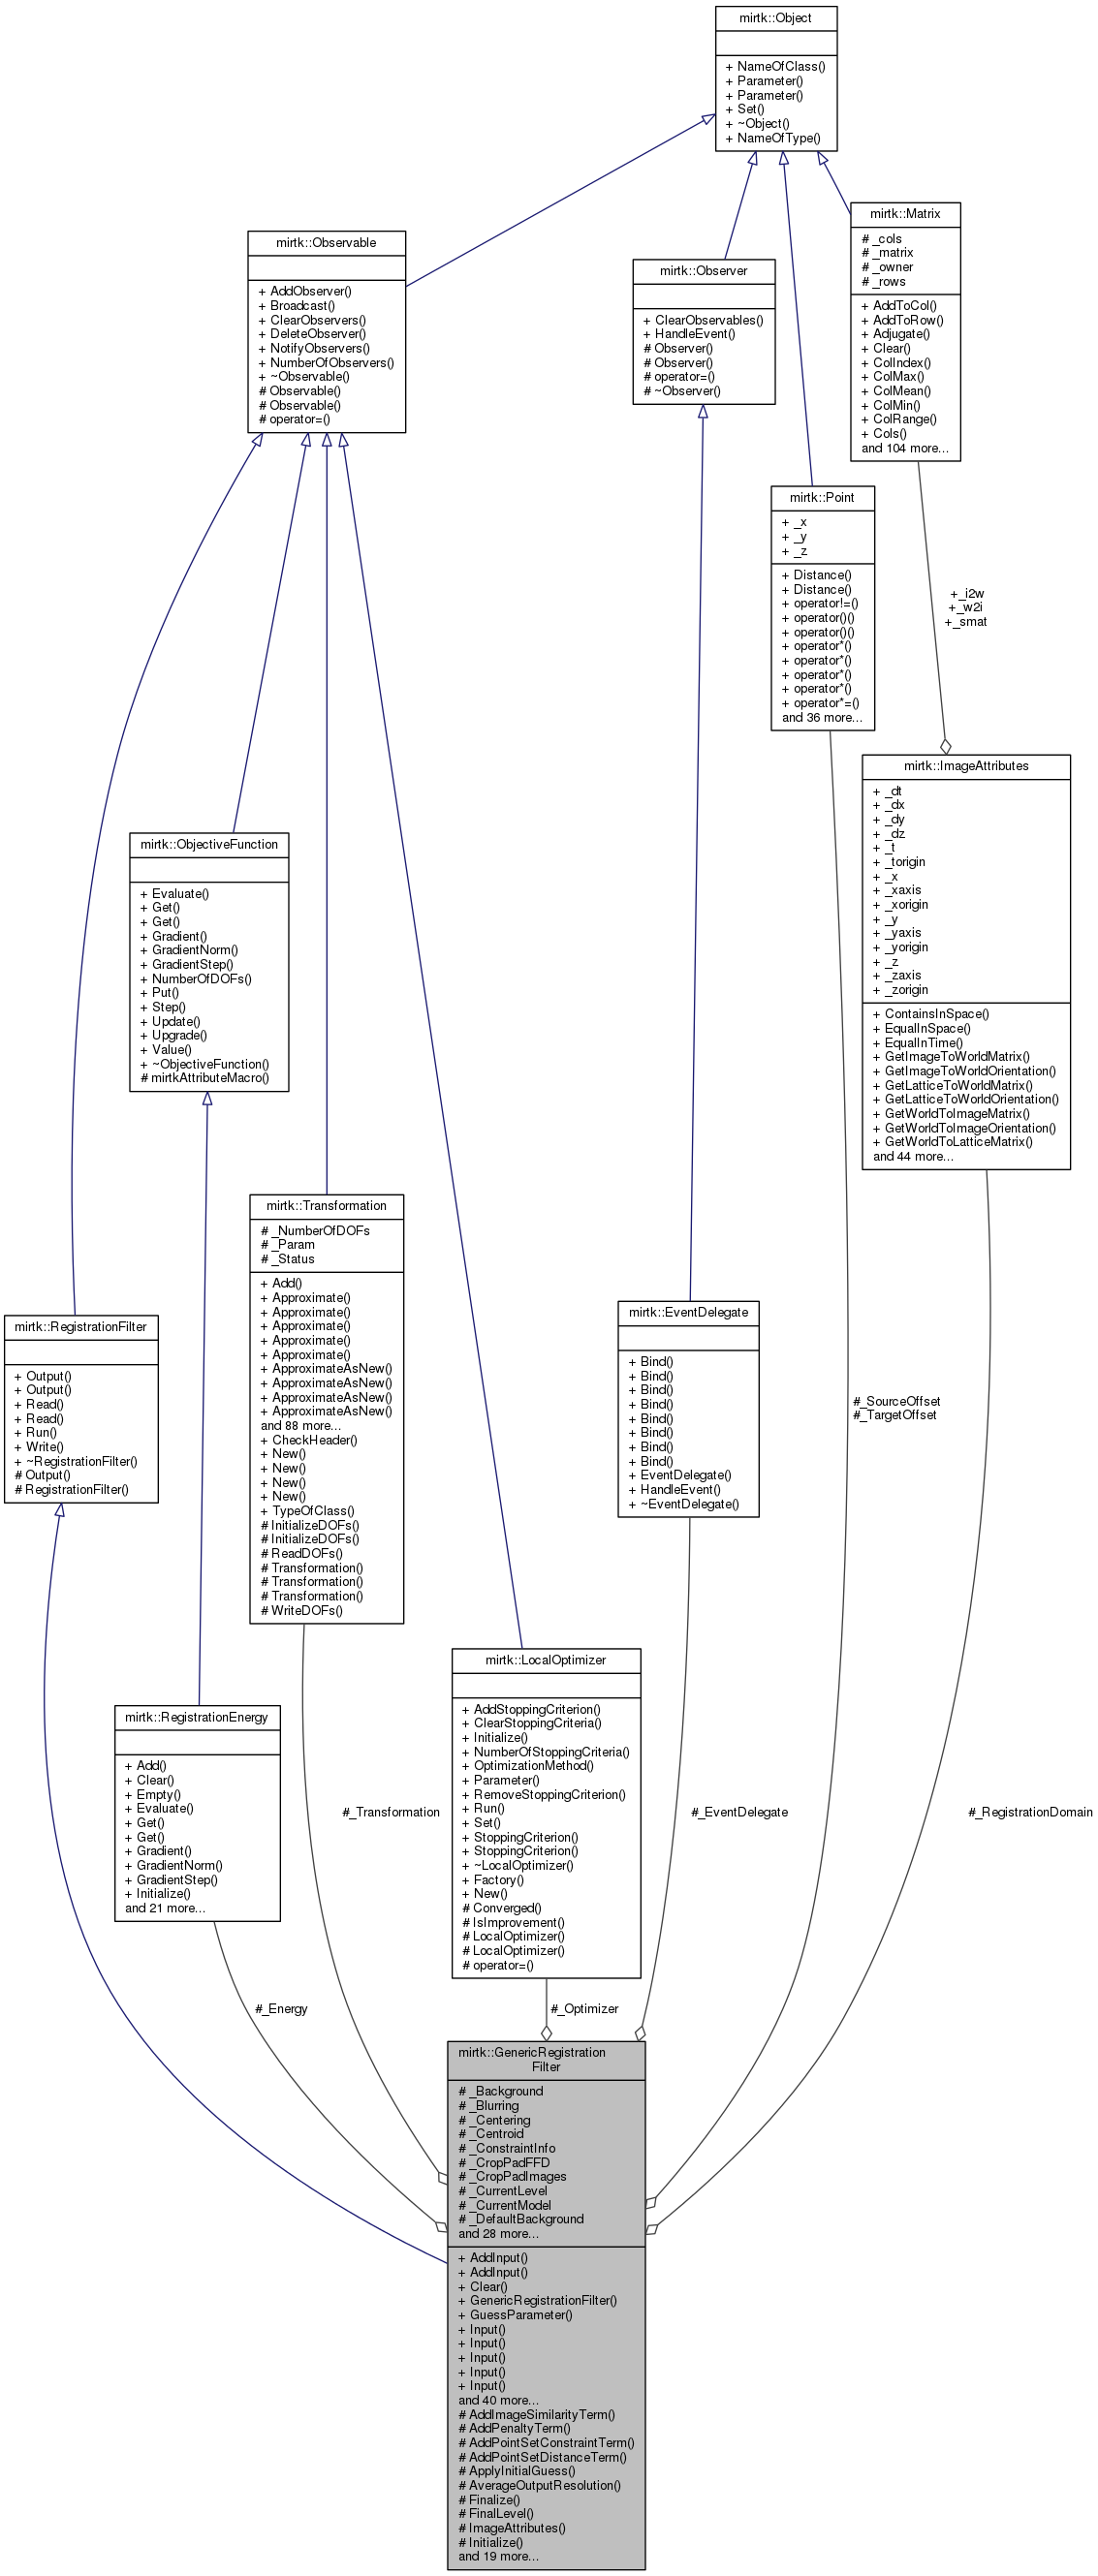 mirtk::Object
+ NameOfClass()
+ Parameter()
+ Parameter()
+ Set()
+ ~Object()
+ NameOfType()
mirtk::Matrix
# _cols
# _matrix
# _owner
# _rows
+ AddToCol()
+ AddToRow()
+ Adjugate()
+ Clear()
+ ColIndex()
+ ColMax()
+ ColMean()
+ ColMin()
+ ColRange()
+ Cols()
and 104 more...
mirtk::Observable
+ AddObserver()
+ Broadcast()
+ ClearObservers()
+ DeleteObserver()
+ NotifyObservers()
+ NumberOfObservers()
+ ~Observable()
# Observable()
# Observable()
# operator=()
mirtk::Observer
+ ClearObservables()
+ HandleEvent()
# Observer()
# Observer()
# operator=()
# ~Observer()
mirtk::Point
+ _x
+ _y
+ _z
+ Distance()
+ Distance()
+ operator!=()
+ operator()()
+ operator()()
+ operator*()
+ operator*()
+ operator*()
+ operator*()
+ operator*=()
and 36 more...
+_i2w
+_w2i
+_smat
mirtk::ImageAttributes
+ _dt
+ _dx
+ _dy
+ _dz
+ _t
+ _torigin
+ _x
+ _xaxis
+ _xorigin
+ _y
+ _yaxis
+ _yorigin
+ _z
+ _zaxis
+ _zorigin
+ ContainsInSpace()
+ EqualInSpace()
+ EqualInTime()
+ GetImageToWorldMatrix()
+ GetImageToWorldOrientation()
+ GetLatticeToWorldMatrix()
+ GetLatticeToWorldOrientation()
+ GetWorldToImageMatrix()
+ GetWorldToImageOrientation()
+ GetWorldToLatticeMatrix()
and 44 more...
mirtk::ObjectiveFunction
+ Evaluate()
+ Get()
+ Get()
+ Gradient()
+ GradientNorm()
+ GradientStep()
+ NumberOfDOFs()
+ Put()
+ Step()
+ Update()
+ Upgrade()
+ Value()
+ ~ObjectiveFunction()
# mirtkAttributeMacro()
mirtk::Transformation
# _NumberOfDOFs
# _Param
# _Status
+ Add()
+ Approximate()
+ Approximate()
+ Approximate()
+ Approximate()
+ Approximate()
+ ApproximateAsNew()
+ ApproximateAsNew()
+ ApproximateAsNew()
+ ApproximateAsNew()
and 88 more...
+ CheckHeader()
+ New()
+ New()
+ New()
+ New()
+ TypeOfClass()
# InitializeDOFs()
# InitializeDOFs()
# ReadDOFs()
# Transformation()
# Transformation()
# Transformation()
# WriteDOFs()
mirtk::EventDelegate
+ Bind()
+ Bind()
+ Bind()
+ Bind()
+ Bind()
+ Bind()
+ Bind()
+ Bind()
+ EventDelegate()
+ HandleEvent()
+ ~EventDelegate()
mirtk::RegistrationFilter
+ Output()
+ Output()
+ Read()
+ Read()
+ Run()
+ Write()
+ ~RegistrationFilter()
# Output()
# RegistrationFilter()
#_SourceOffset
#_TargetOffset
mirtk::LocalOptimizer
+ AddStoppingCriterion()
+ ClearStoppingCriteria()
+ Initialize()
+ NumberOfStoppingCriteria()
+ OptimizationMethod()
+ Parameter()
+ RemoveStoppingCriterion()
+ Run()
+ Set()
+ StoppingCriterion()
+ StoppingCriterion()
+ ~LocalOptimizer()
+ Factory()
+ New()
# Converged()
# IsImprovement()
# LocalOptimizer()
# LocalOptimizer()
# operator=()
mirtk::RegistrationEnergy
+ Add()
+ Clear()
+ Empty()
+ Evaluate()
+ Get()
+ Get()
+ Gradient()
+ GradientNorm()
+ GradientStep()
+ Initialize()
and 21 more...
#_Transformation
#_EventDelegate
#_RegistrationDomain
#_Energy
#_Optimizer
mirtk::GenericRegistration
Filter
# _Background
# _Blurring
# _Centering
# _Centroid
# _ConstraintInfo
# _CropPadFFD
# _CropPadImages
# _CurrentLevel
# _CurrentModel
# _DefaultBackground
and 28 more...
+ AddInput()
+ AddInput()
+ Clear()
+ GenericRegistrationFilter()
+ GuessParameter()
+ Input()
+ Input()
+ Input()
+ Input()
+ Input()
and 40 more...
# AddImageSimilarityTerm()
# AddPenaltyTerm()
# AddPointSetConstraintTerm()
# AddPointSetDistanceTerm()
# ApplyInitialGuess()
# AverageOutputResolution()
# Finalize()
# FinalLevel()
# ImageAttributes()
# Initialize()
and 19 more...